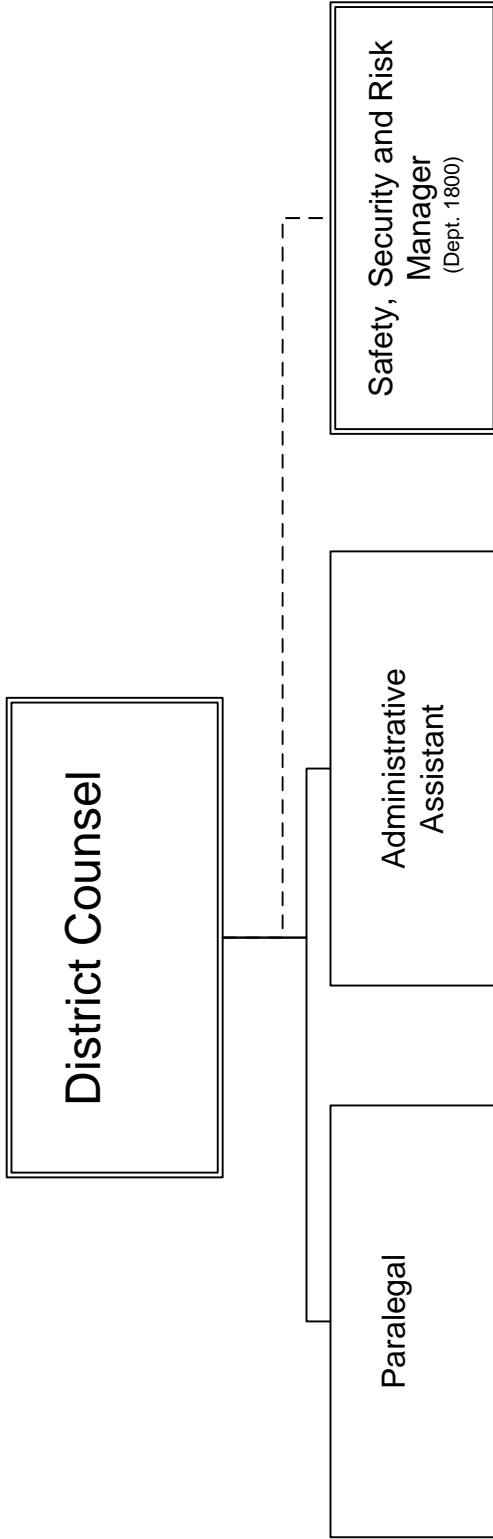 District Counsel
Paralegal
Administrative
Assistant
Safety, Security and Risk
Manager
(Dept. 1800)